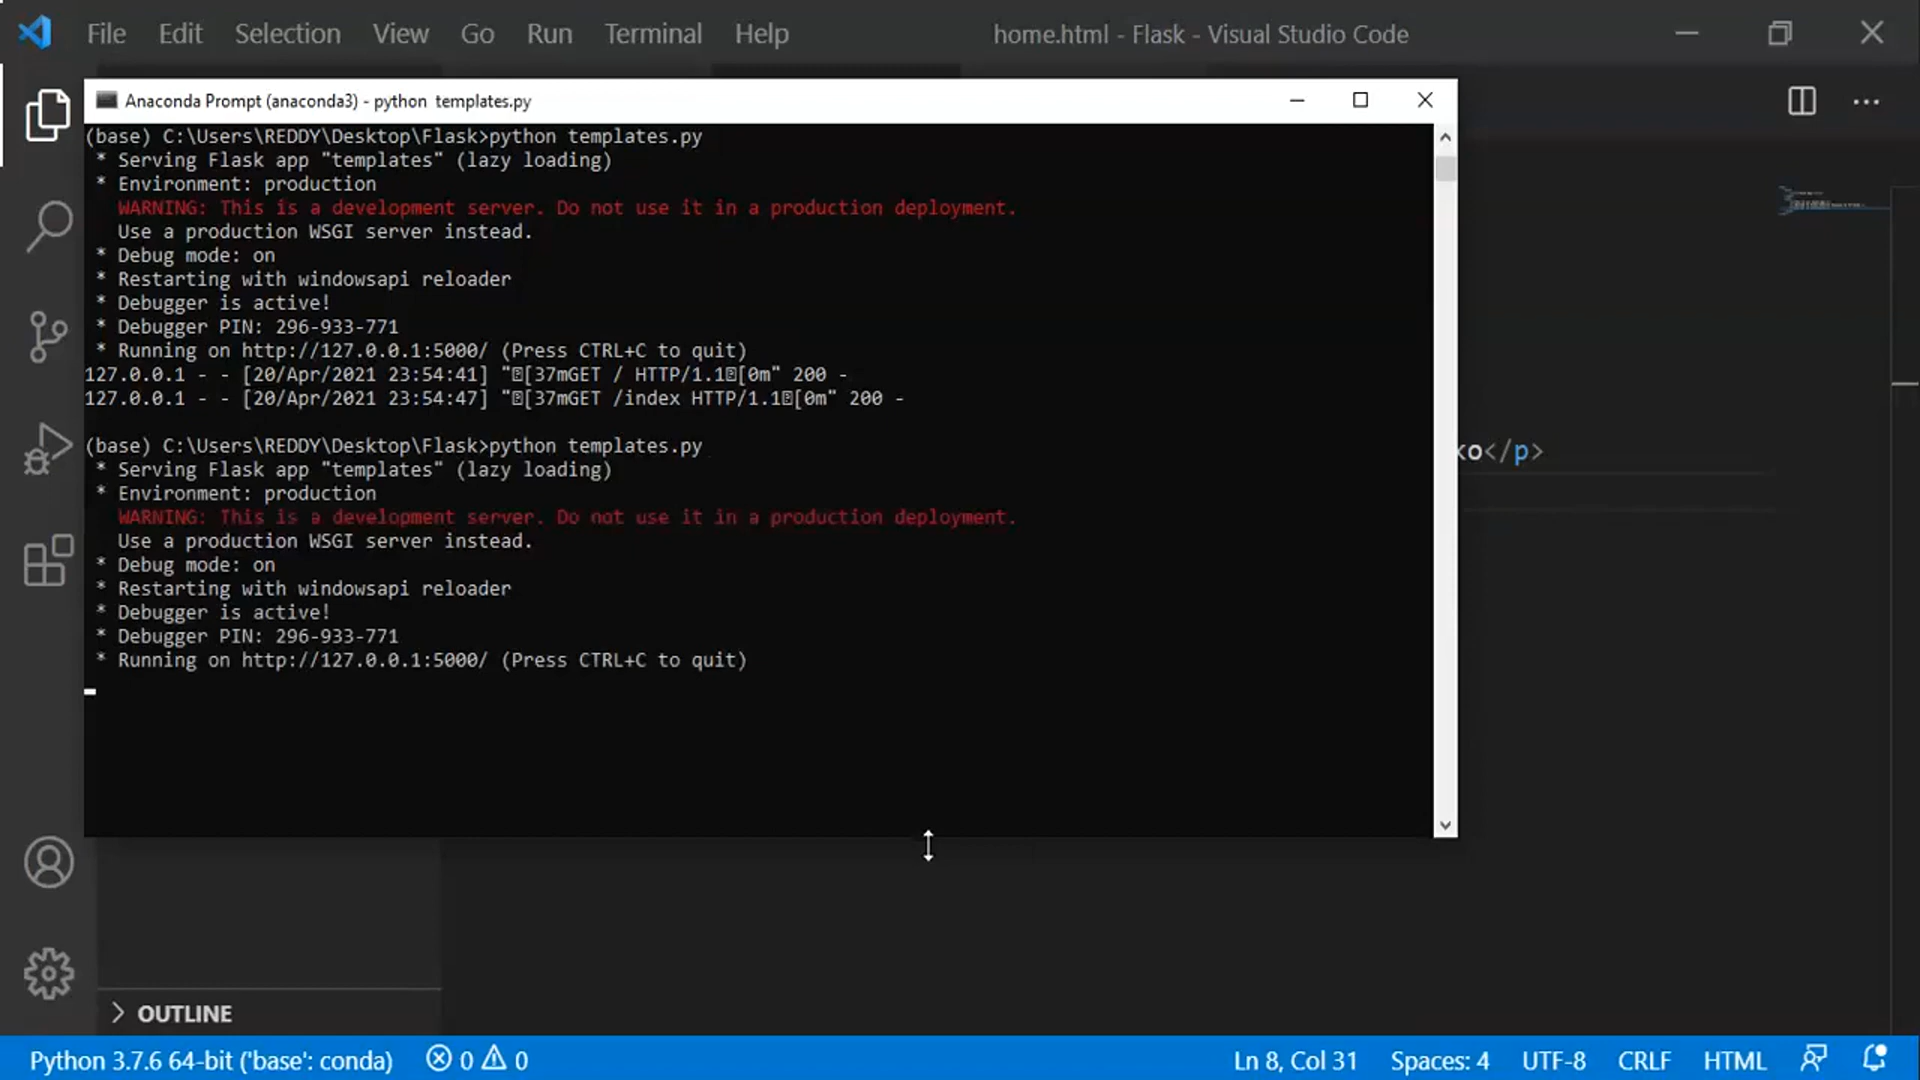 File Edit Selection View Go Run Terminal Help home.html - Flask - Visual Studio Code
Anaconda Prompt (anaconda3) - python  templates.py
(base) C:\Users\REDDY\Desktop\Flask>python templates.py
 * Serving Flask app "templates" (lazy loading)
 * Environment: production
   WARNING: This is a development server. Do not use it in a production deployment.
   Use a production WSGI server instead.
 * Debug mode: on
 * Restarting with windowsapi reloader
 * Debugger is active!
 * Debugger PIN: 296-933-771
 * Running on http://127.0.0.1:5000/ (Press CTRL+C to quit)
127.0.0.1 - - [20/Apr/2021 23:54:41] "[37mGET / HTTP/1.1[0m" 200 -
127.0.0.1 - - [20/Apr/2021 23:54:47] "[37mGET /index HTTP/1.1[0m" 200 -
(base) C:\Users\REDDY\Desktop\Flask>python templates.py
 * Serving Flask app "templates" (lazy loading)
 * Environment: production
   WARNING: This is a development server. Do not use it in a production deployment.
   Use a production WSGI server instead.
 * Debug mode: on
 * Restarting with windowsapi reloader
 * Debugger is active!
 * Debugger PIN: 296-933-771
 * Running on http://127.0.0.1:5000/ (Press CTRL+C to quit)
o</p>
OUTLINE
Python 3.7.6 64-bit ('base': conda) 0 0 Ln 8, Col 31 Spaces: 4 UTF-8 CRLF HTML